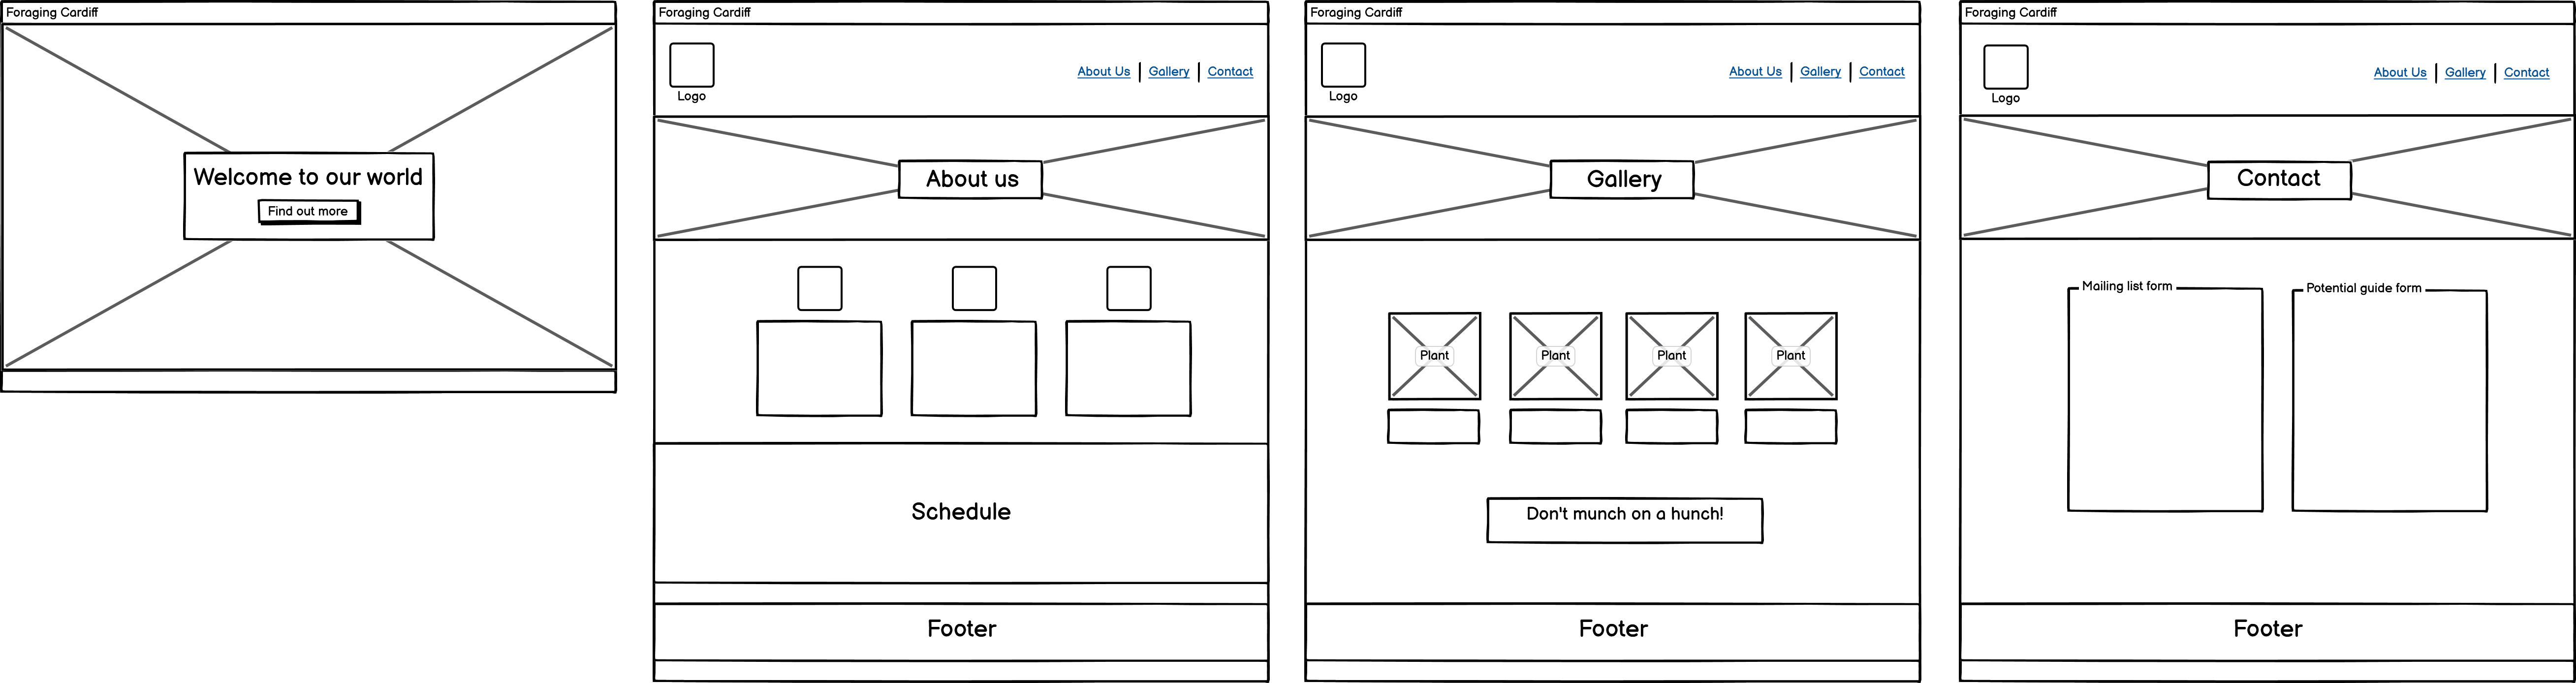 Foraging Cardiff
Welcome to our world
Find out more
Foraging Cardiff
Logo
About Us | Gallery | Contact
About us
Schedule
Footer
Foraging Cardiff
Logo
About Us | Gallery | Contact
Gallery
Plant Plant Plant Plant
Don't munch on a hunch!
Footer
Foraging Cardiff
Logo
About Us | Gallery | Contact
Contact
Mailing list form
Potential guide form
Footer